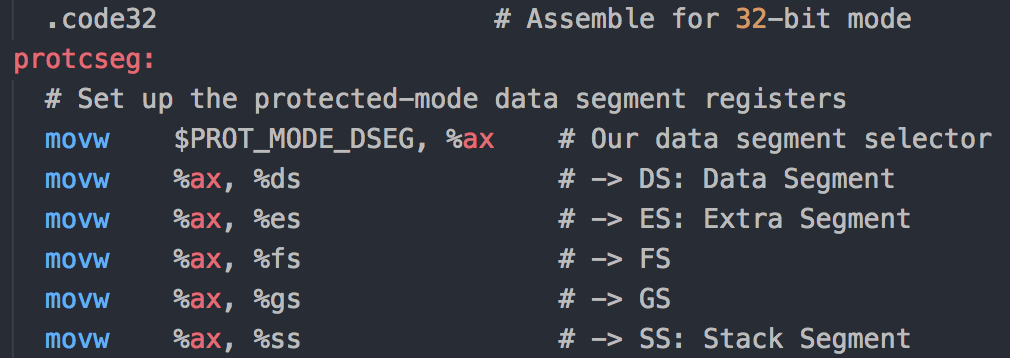 .code32                     # Assemble for 32-bit mode
protcseg:
  # Set up the protected-mode data segment registers
  movw    $PROT_MODE_DSEG, %ax    # Our data segment selector
  movw    %ax, %ds                # -> DS: Data Segment
  movw    %ax, %es                # -> ES: Extra Segment
  movw    %ax, %fs                # -> FS
  movw    %ax, %gs                # -> GS
  movw    %ax, %ss                # -> SS: Stack Segment